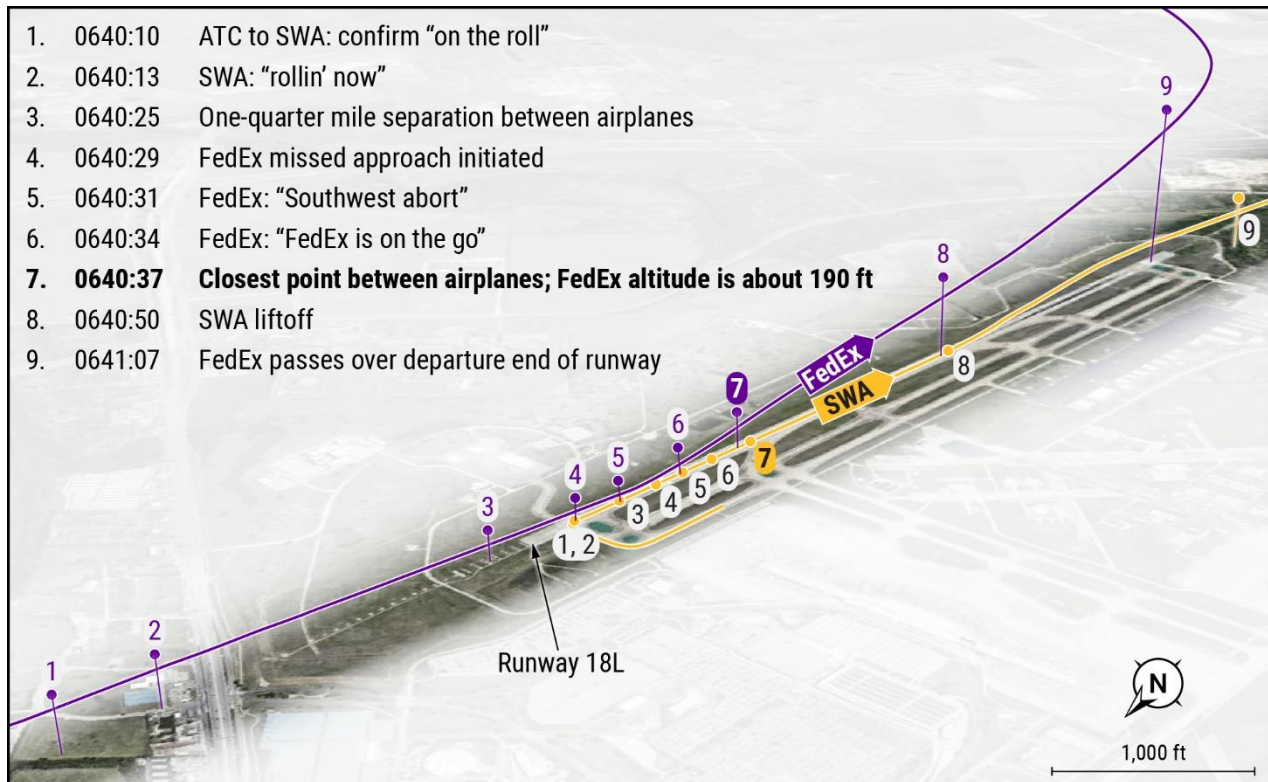 1. 0640:10 ATC to SWA: confirm “on the roll”
2. 0640:13 SWA: “rollin’ now”
3. 0640:25 One-quarter mile separation between airplanes
4. 0640:29 FedEx missed approach initiated
5. 0640:31 FedEx: “Southwest abort”
6. 0640:34 FedEx: “FedEx is on the go”
7. 0640:37 Closest point between airplanes; FedEx altitude is about 190 ft
8. 0640:50 SWA liftoff
9. 0641:07 FedEx passes over departure end of runway
9
9
8
8
FedEx
SWA
7
7
6
6
5
5
4
4
3
3
1, 2
2
1
Runway 18L
N
1,000 ft